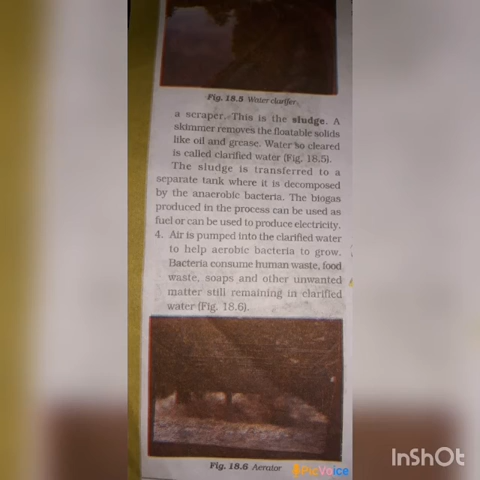 Fig. 18.5 Water clarifier
a scraper. This is the sludge. A
skimmer removes the floatable solids
like oil and grease. Water so cleared
is called clarified water (Fig. 18.5).
The sludge is transferred to a
separate tank where it is decomposed
by the anaerobic bacteria. The biogas
produced in the process can be used as
fuel or can be used to produce electricity.
4. Air is pumped into the clarified water
to help aerobic bacteria to grow.
Bacteria consume human waste, food
waste, soaps and other unwanted
matter still remaining in clarified
water (Fig. 18.6).
Fig. 18.6 Aerator
PicVoice
InShOt